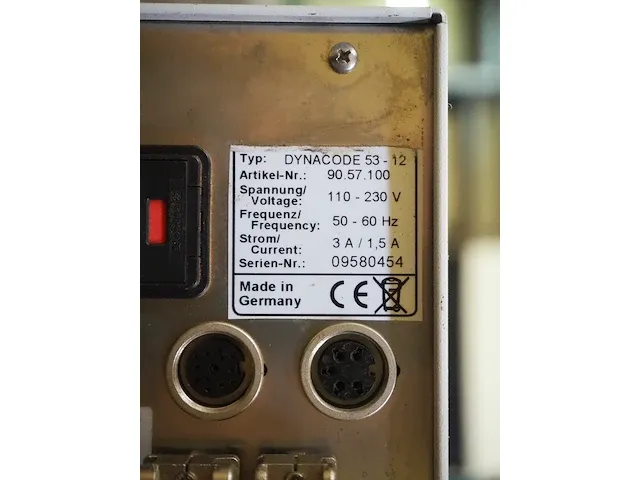 Typ: DYNACODE 53 - 12
Artikel-Nr.: 90.57.100
Spannung/
Voltage: 110 - 230 V
Frequenz/
Frequency: 50 - 60 Hz
Strom/
Current: 3 A / 1,5 A
Serien-Nr.: 09580454
Made in
Germany
CE